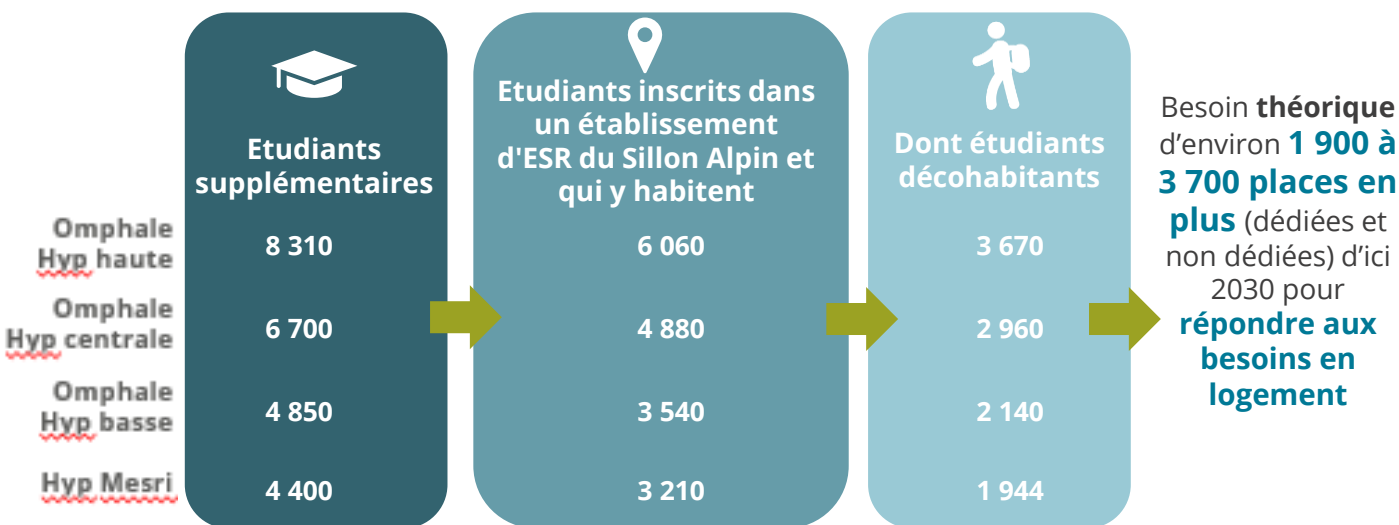 Etudiants
supplémentaires
Etudiants inscrits dans
un établissement
d'ESR du Sillon Alpin et
qui y habitent
Dont étudiants
décohabitants
Omphale
Hyp haute
8 310
6 060
3 670
Omphale
Hyp centrale
6 700
4 880
2 960
Omphale
Hyp basse
4 850
3 540
2 140
Hyp Mesri
4 400
3 210
1 944
Besoin théorique
d’environ 1 900 à
3 700 places en
plus (dédiées et
non dédiées) d’ici
2030 pour
répondre aux
besoins en
logement